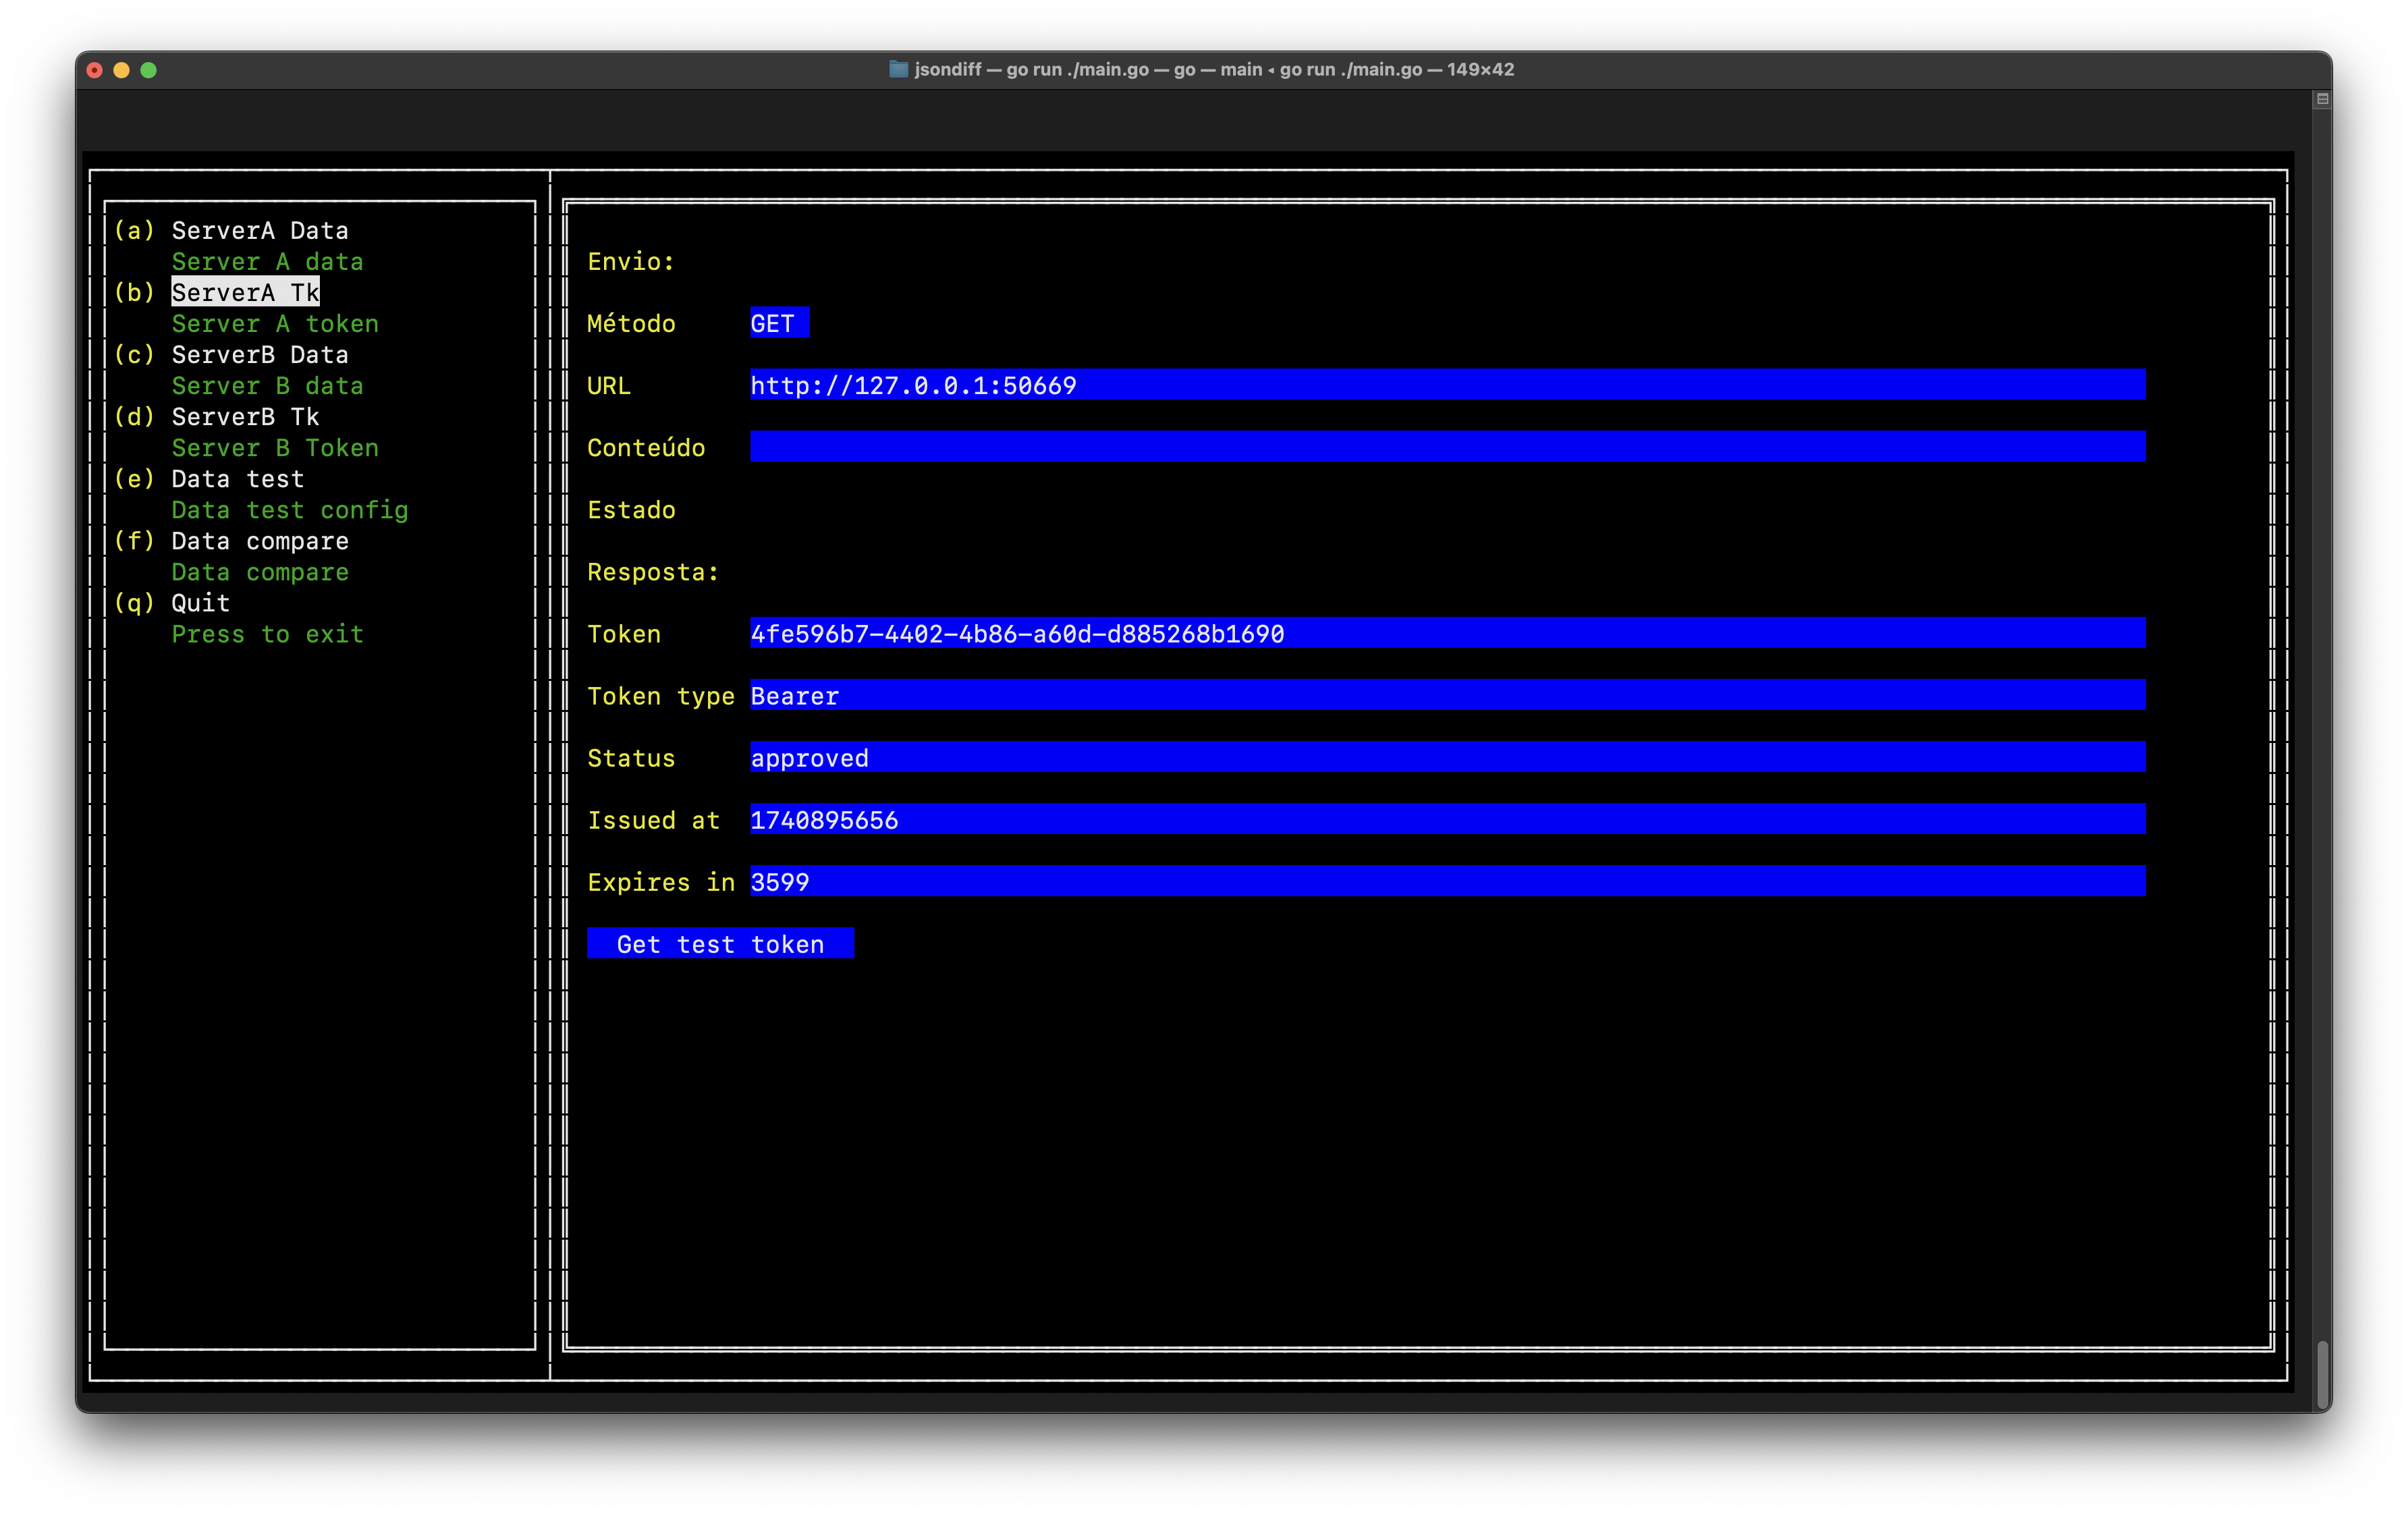 jsondiff — go run ./main.go — go — main ◂ go run ./main.go — 149×42
(a) ServerA Data
Server A data
(b) ServerA Tk
Server A token
(c) ServerB Data
Server B data
(d) ServerB Tk
Server B Token
(e) Data test
Data test config
(f) Data compare
Data compare
(q) Quit
Press to exit
Envio:
Método GET
URL http://127.0.0.1:50669
Conteúdo
Estado
Resposta:
Token 4fe596b7-4402-4b86-a60d-d885268b1690
Token type Bearer
Status approved
Issued at 1740895656
Expires in 3599
Get test token